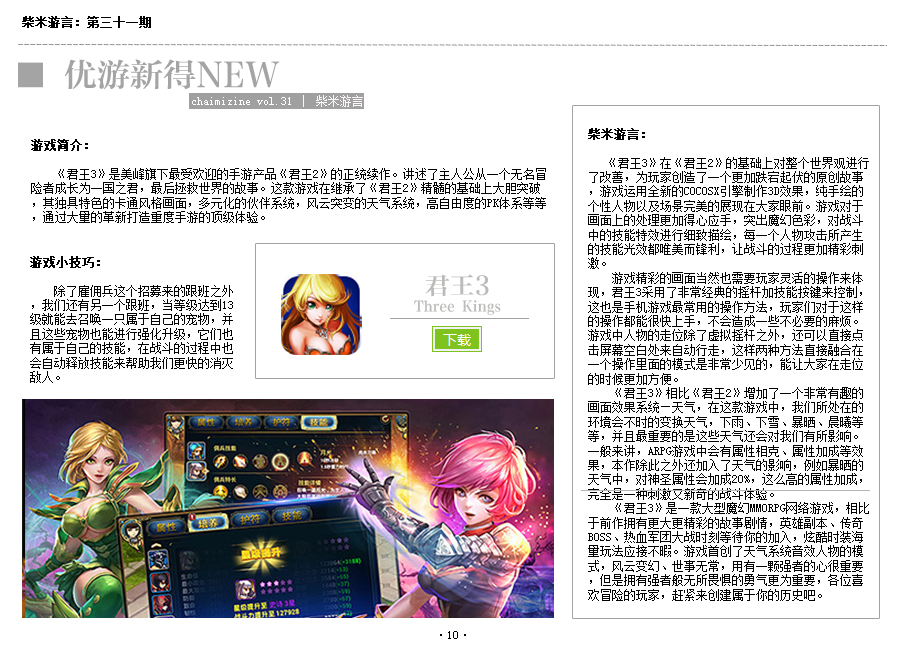 柴米游言：第三十一期
优游新得NEW
chaimizine vol.31 | 柴米游言
游戏简介：
《君王3》是美峰旗下最受欢迎的手游产品《君王2》的正统续作。讲述了主人公从一个无名冒
险者成长为一国之君，最后拯救世界的故事。这款游戏在继承了《君王2》精髓的基础上大胆突破
，其独具特色的卡通风格画面，多元化的伙伴系统，风云突变的天气系统，高自由度的PK体系等等
，通过大量的革新打造重度手游的顶级体验。
游戏小技巧：
除了雇佣兵这个招募来的跟班之外
，我们还有另一个跟班，当等级达到13
级就能去召唤一只属于自己的宠物，并
且这些宠物也能进行强化升级，它们也
有属于自己的技能，在战斗的过程中也
会自动释放技能来帮助我们更快的消灭
敌人。
君王3
Three Kings
下载
属性 培养 护符 技能
佣兵技能
佣兵特长
技能详情
属性 培养 护符 技能
星级提升
星级提升至 史诗 3星
战斗力提升至 127928
柴米游言：
《君王3》在《君王2》的基础上对整个世界观进行
了改善，为玩家创造了一个更加跌宕起伏的原创故事
，游戏运用全新的COCOSX引擎制作3D效果，纯手绘的
个性人物以及场景完美的展现在大家眼前。游戏对于
画面上的处理更加得心应手，突出魔幻色彩，对战斗
中的技能特效进行细致描绘，每一个人物攻击所产生
的技能光效都唯美而锋利，让战斗的过程更加精彩刺
激。
游戏精彩的画面当然也需要玩家灵活的操作来体
现，君王3采用了非常经典的摇杆加技能按键来控制，
这也是手机游戏最常用的操作方法，玩家们对于这样
的操作都能很快上手，不会造成一些不必要的麻烦。
游戏中人物的走位除了虚拟摇杆之外，还可以直接点
击屏幕空白处来自动行走，这样两种方法直接融合在
一个操作里面的模式是非常少见的，能让大家在走位
的时候更加方便。
《君王3》相比《君王2》增加了一个非常有趣的
画面效果系统—天气，在这款游戏中，我们所处在的
环境会不时的变换天气，下雨、下雪、暴晒、晨曦等
等，并且最重要的是这些天气还会对我们有所影响。
一般来讲，ARPG游戏中会有属性相克、属性加成等效
果，本作除此之外还加入了天气的影响，例如暴晒的
天气中，对神圣属性会加成20%，这么高的属性加成，
完全是一种刺激又新奇的战斗体验。
《君王3》是一款大型魔幻MMORPG网络游戏，相比
于前作拥有更大更精彩的故事剧情，英雄副本、传奇
BOSS、热血军团大战时刻等待你的加入，炫酷时装海
量玩法应接不暇。游戏首创了天气系统音效人物的模
式，风云变幻、世事无常，用有一颗强者的心很重要
，但是拥有强者般无所畏惧的勇气更为重要，各位喜
欢冒险的玩家，赶紧来创建属于你的历史吧。
·10·